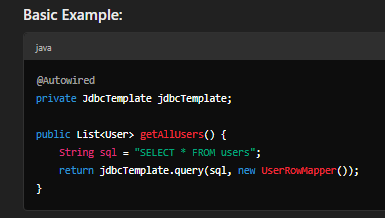 Basic Example:
java
@Autowired
private JdbcTemplate jdbcTemplate;
public List<User> getAllUsers() {
    String sql = "SELECT * FROM users";
    return jdbcTemplate.query(sql, new UserRowMapper());
}